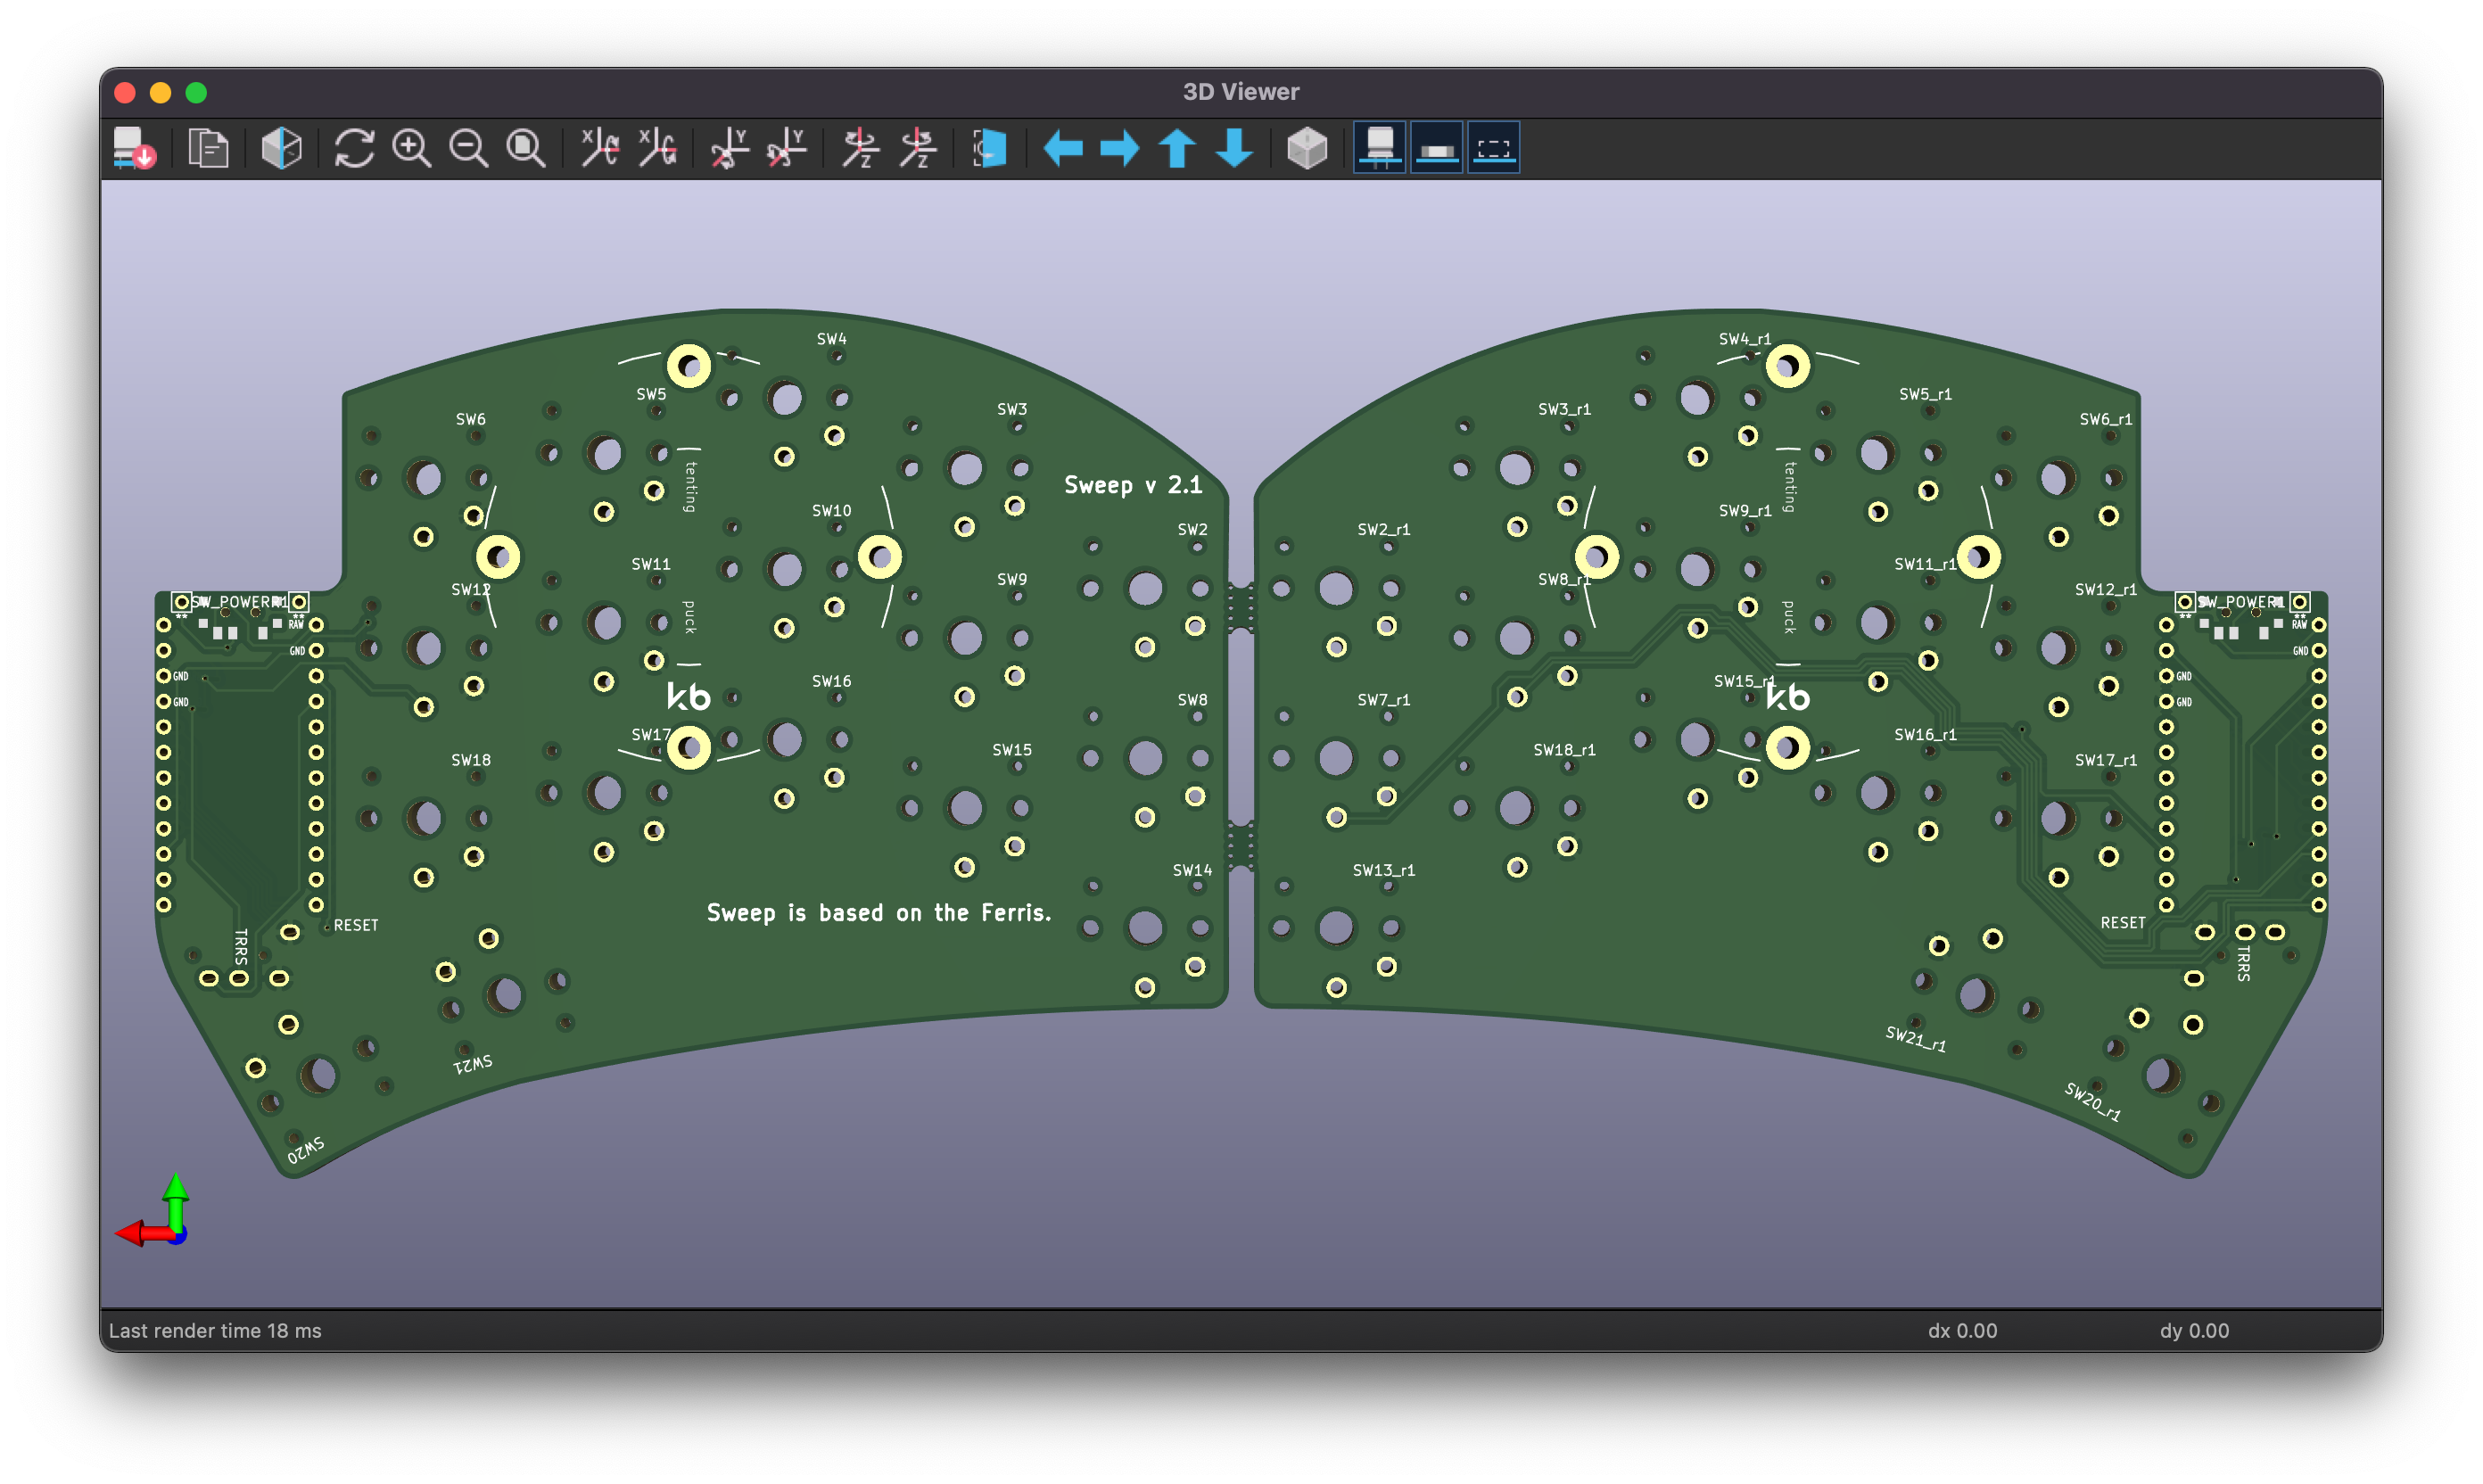 3D Viewer
SW4
SW4_r1
SW5
SW5_r1
SW6
SW3
SW3_r1
SW6_r1
tenting
tenting
Sweep v 2.1
SW10
SW9_r1
SW2
SW2_r1
SW11
SW11_r1
SW9
SW8_r1
SW12
SW12_r1
SW_POWER1
SW_POWER1
puck
puck
** **
** **
RAW
RAW
GND
GND
GND
GND
GND
GND
SW16
SW15_r1
kb
kb
SW8
SW7_r1
SW17
SW16_r1
SW15
SW18_r1
SW18
SW17_r1
SW14
SW13_r1
Sweep is based on the Ferris.
RESET
RESET
TRRS
TRRS
SW21
SW21_r1
SW20
SW20_r1
Last render time 18 ms
dx 0.00
dy 0.00